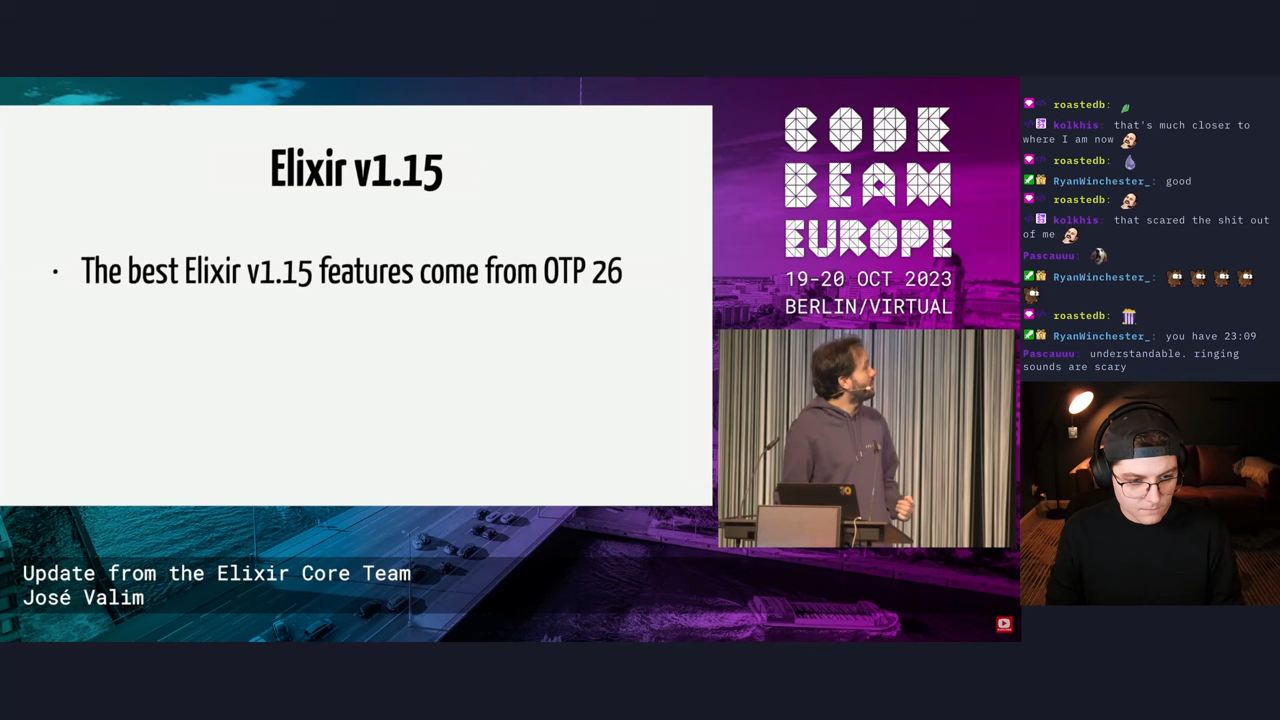 Elixir v1.15
· The best Elixir v1.15 features come from OTP 26
CODE
BEAM
EUROPE
19-20 OCT 2023
BERLIN/VIRTUAL
Update from the Elixir Core Team
José Valim
roastedb:
kolkhis: that's much closer to
where I am now
roastedb:
RyanWinchester_: good
roastedb:
kolkhis: that scared the shit out
of me
Pascauuu:
RyanWinchester_:
roastedb:
RyanWinchester_: you have 23:09
Pascauuu: understandable. ringing
sounds are scary